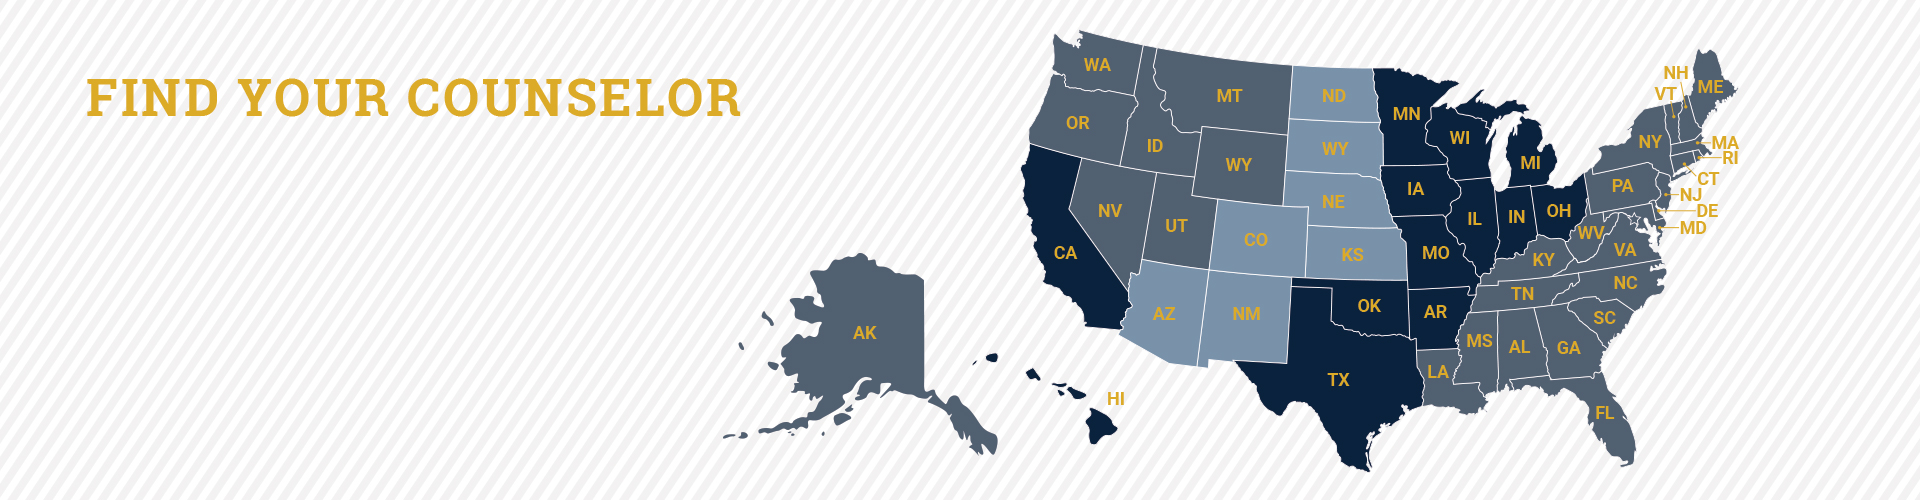 FIND YOUR COUNSELOR
WA
OR
CA
ID
NV
MT
WY
UT
AZ
CO
NM
ND
WY
NE
KS
OK
TX
MN
IA
MO
AR
LA
WI
IL
MI
IN
OH
KY
TN
MS
AL
GA
FL
SC
NC
VA
WV
PA
NY
VT
NH
ME
MA
RI
CT
NJ
DE
MD
AK
HI